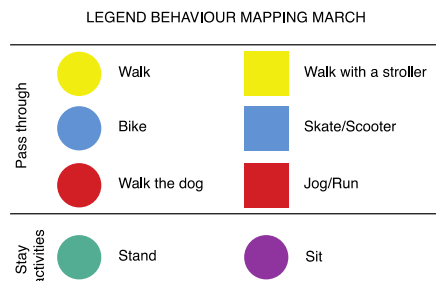 LEGEND BEHAVIOUR MAPPING MARCH
Pass through
Walk
Walk with a stroller
Bike
Skate/Scooter
Walk the dog
Jog/Run
Stay
activities
Stand
Sit